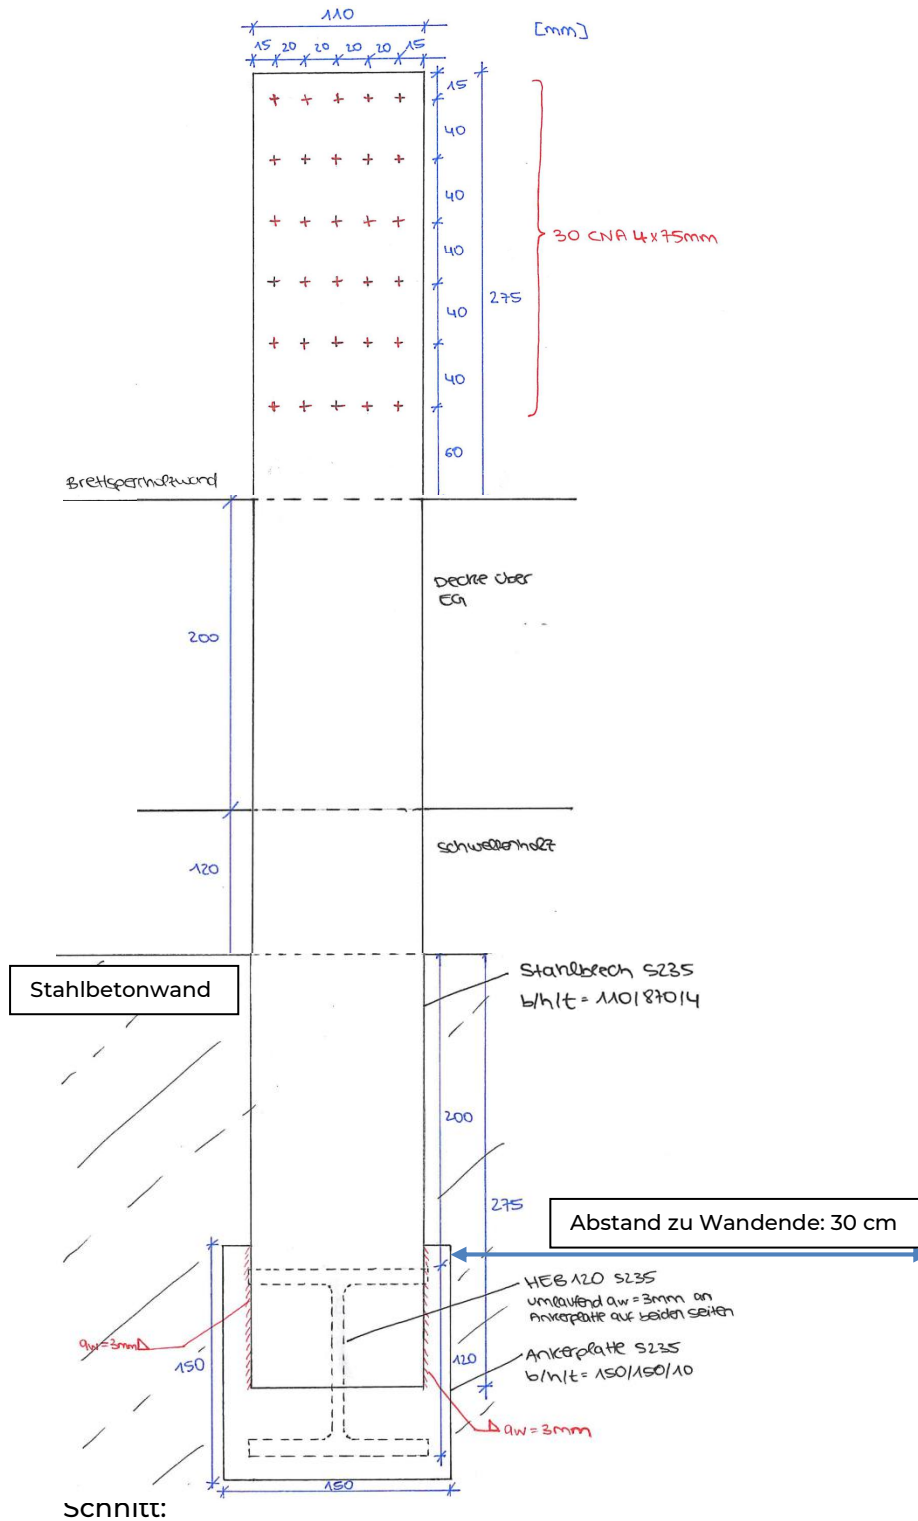 110
[mm]
15 20 20 20 20 15
15
40
40
40
30 CNA 4x75mm
275
40
40
60
Brettsperrholzwand
Decke über
EG
200
Schwellenholz
120
Stahlbetonwand
Stahlblech S235
b/h/t = 110/870/4
200
275
Abstand zu Wandende: 30 cm
HEB 120 S235
umlaufend aw=3mm an
Ankerplatte auf beiden Seiten
aw=3mm
150
120
Ankerplatte S235
b/h/t = 150/150/10
aw=3mm
150
Schnitt: